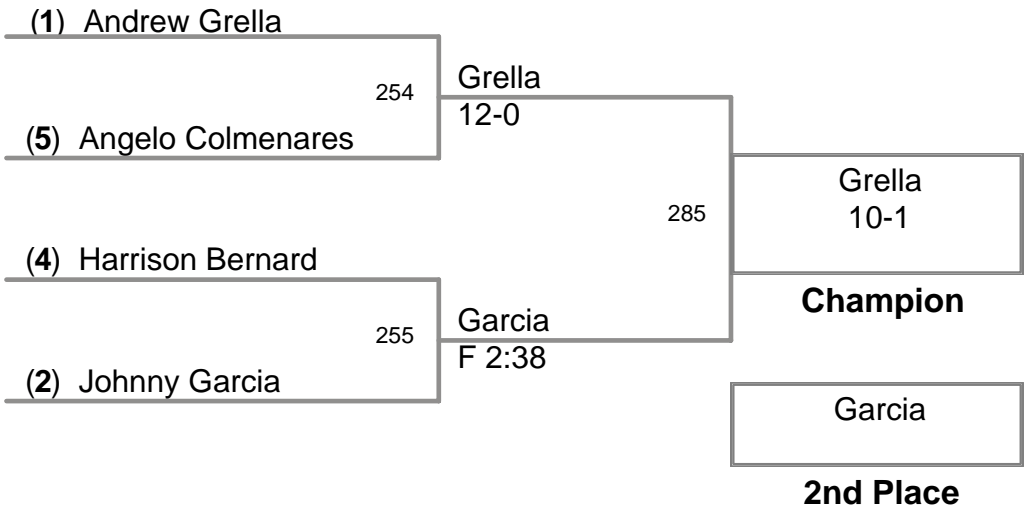 (1) Andrew Grella
254
Grella
12-0
(5) Angelo Colmenares
285
Grella
10-1
Champion
(4) Harrison Bernard
255
Garcia
F 2:38
(2) Johnny Garcia
Garcia
2nd Place